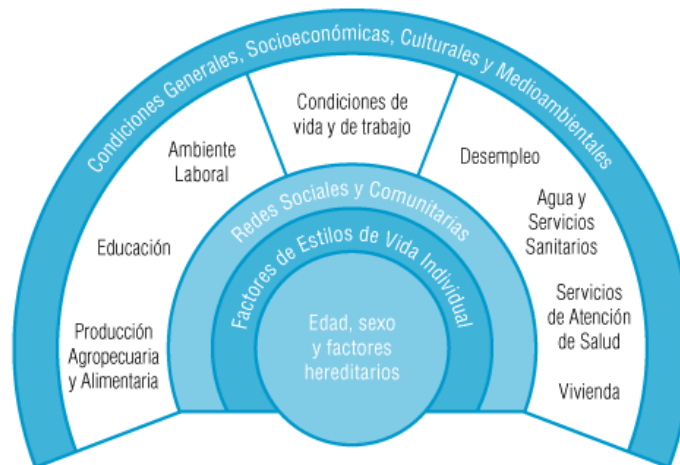 Condiciones Generales, Socioeconómicas, Culturales y Medioambientales
Condiciones de
vida y de trabajo
Ambiente
Laboral
Desempleo
Educación
Agua y
Servicios
Sanitarios
Producción
Agropecuaria
y Alimentaria
Servicios
de Atención
de Salud
Vivienda
Redes Sociales y Comunitarias
Factores de Estilos de Vida Individual
Edad, sexo
y factores
hereditarios